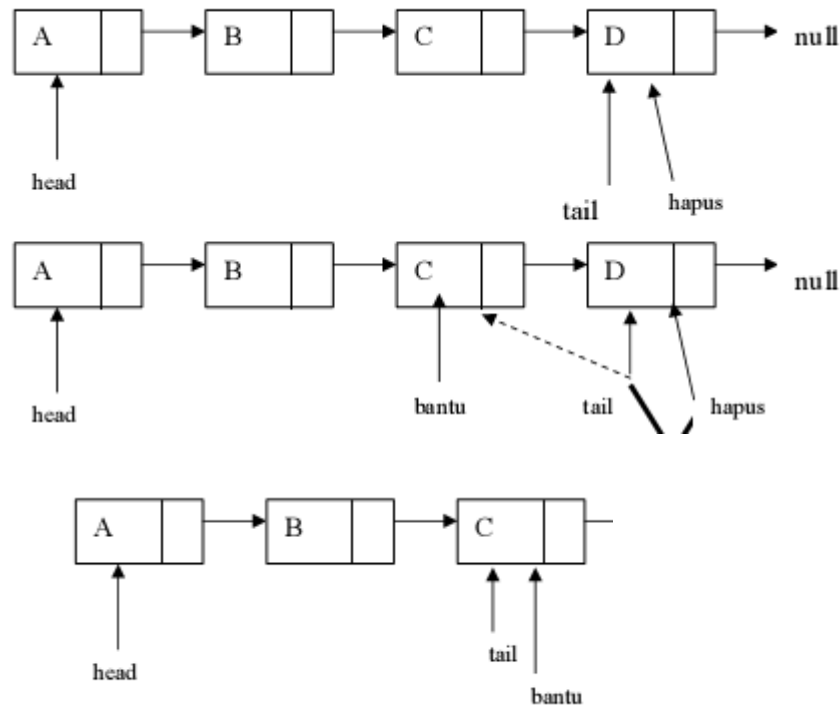 A B C D null
head tail hapus
A B C D null
head bantu tail hapus
A B C
head tail bantu